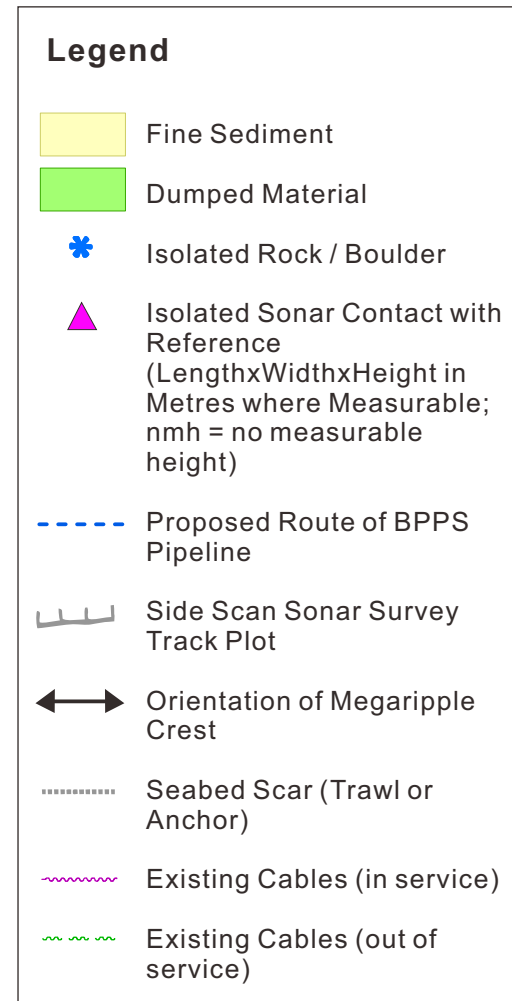 Legend
Fine Sediment
Dumped Material
Isolated Rock / Boulder
Isolated Sonar Contact with
Reference
(LengthxWidthxHeight in
Metres where Measurable;
nmh = no measurable
height)
Proposed Route of BPPS
Pipeline
Side Scan Sonar Survey
Track Plot
Orientation of Megaripple
Crest
Seabed Scar (Trawl or
Anchor)
Existing Cables (in service)
Existing Cables (out of
service)